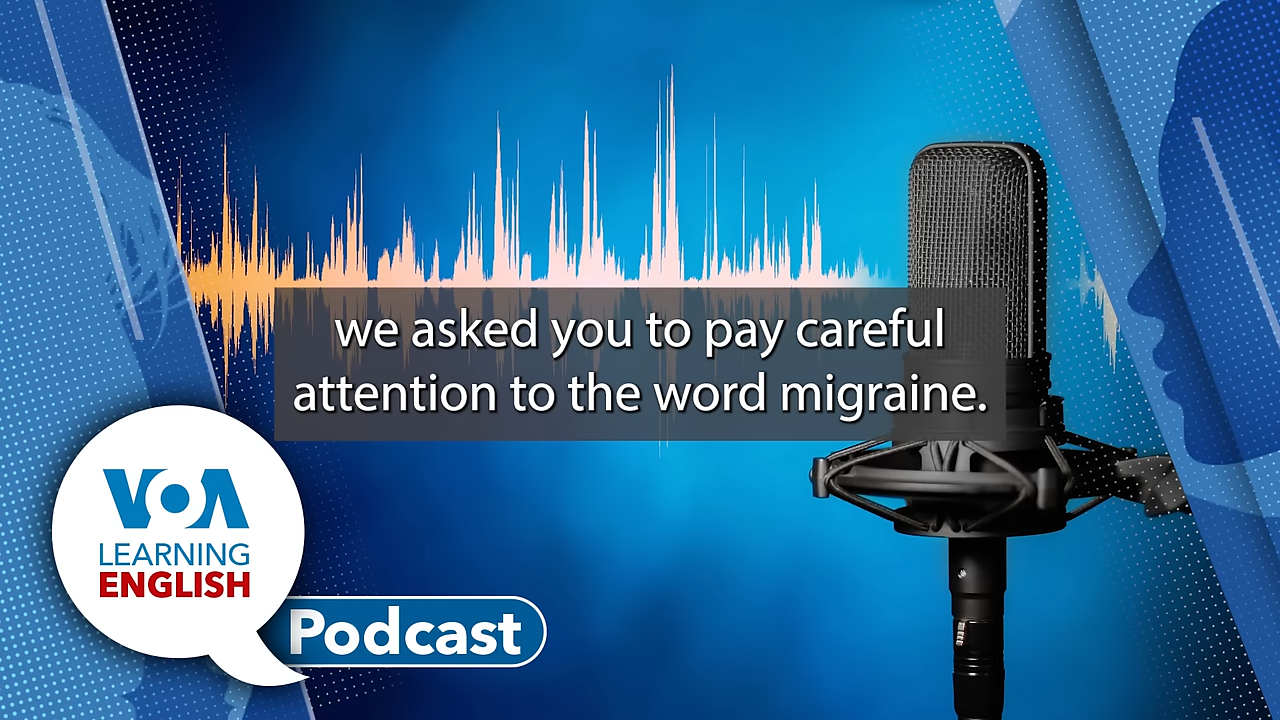 we asked you to pay careful
attention to the word migraine.
VOA
LEARNING
ENGLISH
Podcast